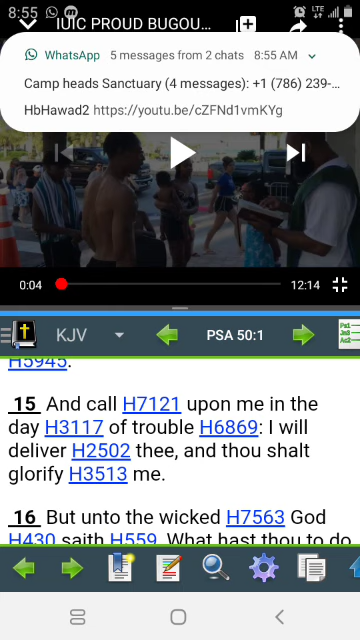 8:55
LTE
IUIC PROUD BUGOU...
WhatsApp 5 messages from 2 chats 8:55 AM
Camp heads Sanctuary (4 messages): +1 (786) 239-...
HbHawad2 https://youtu.be/cZFNd1vmKYg
0:04
12:14
KJV
PSA 50:1
H5945.
15 And call H7121 upon me in the
day H3117 of trouble H6869: I will
deliver H2502 thee, and thou shalt
glorify H3513 me.
16 But unto the wicked H7563 God
H430 saith H559, What hast thou to do